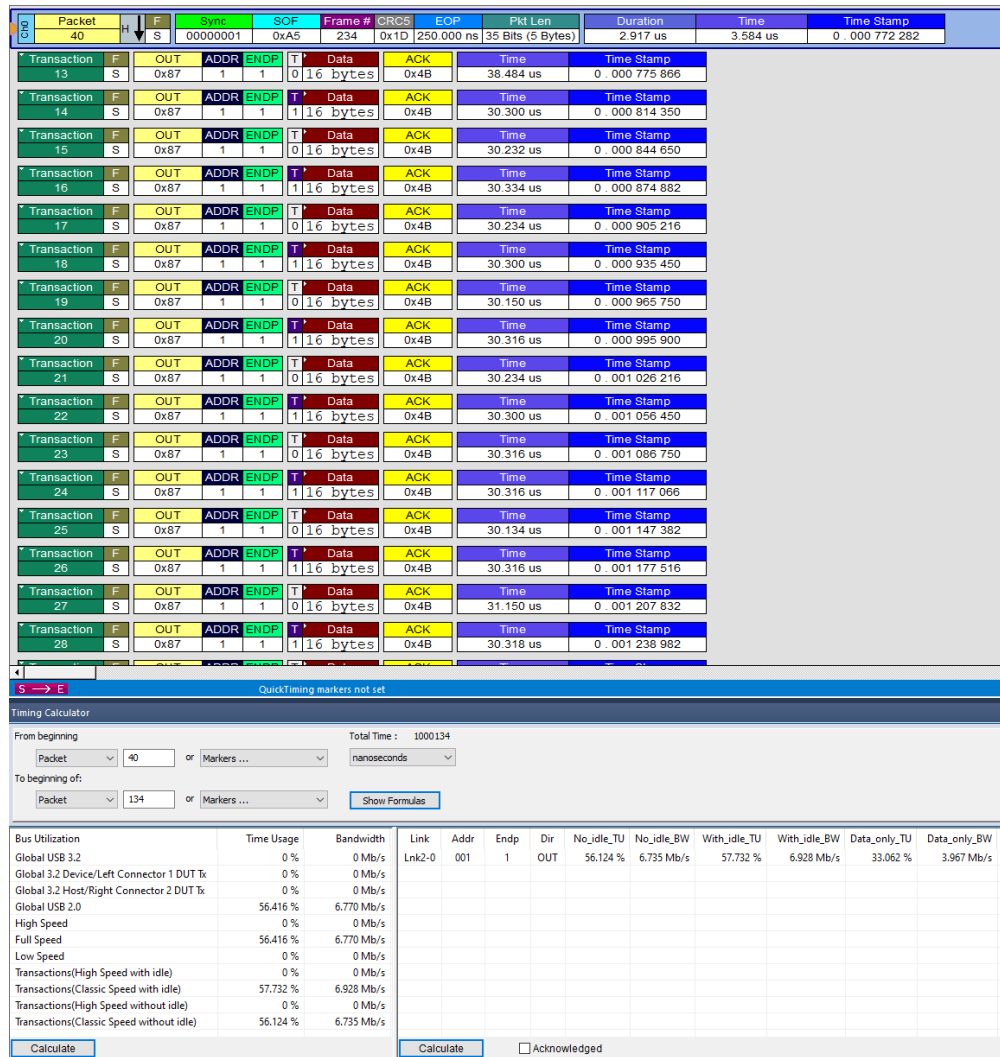 Ch0 Packet H F Sync SOF Frame # CRC5 EOP Pkt Len Duration Time Time Stamp
40 S 00000001 0xA5 234 0x1D 250.000 ns 35 Bits (5 Bytes) 2.917 us 3.584 us 0 . 000 772 282
Transaction F OUT ADDR ENDP T Data ACK Time Time Stamp
13 S 0x87 1 1 0 16 bytes 0x4B 38.484 us 0 . 000 775 866
Transaction F OUT ADDR ENDP T Data ACK Time Time Stamp
14 S 0x87 1 1 1 16 bytes 0x4B 30.300 us 0 . 000 814 350
Transaction F OUT ADDR ENDP T Data ACK Time Time Stamp
15 S 0x87 1 1 0 16 bytes 0x4B 30.232 us 0 . 000 844 650
Transaction F OUT ADDR ENDP T Data ACK Time Time Stamp
16 S 0x87 1 1 1 16 bytes 0x4B 30.334 us 0 . 000 874 882
Transaction F OUT ADDR ENDP T Data ACK Time Time Stamp
17 S 0x87 1 1 0 16 bytes 0x4B 30.234 us 0 . 000 905 216
Transaction F OUT ADDR ENDP T Data ACK Time Time Stamp
18 S 0x87 1 1 1 16 bytes 0x4B 30.300 us 0 . 000 935 450
Transaction F OUT ADDR ENDP T Data ACK Time Time Stamp
19 S 0x87 1 1 0 16 bytes 0x4B 30.150 us 0 . 000 965 750
Transaction F OUT ADDR ENDP T Data ACK Time Time Stamp
20 S 0x87 1 1 1 16 bytes 0x4B 30.316 us 0 . 000 995 900
Transaction F OUT ADDR ENDP T Data ACK Time Time Stamp
21 S 0x87 1 1 0 16 bytes 0x4B 30.234 us 0 . 001 026 216
Transaction F OUT ADDR ENDP T Data ACK Time Time Stamp
22 S 0x87 1 1 1 16 bytes 0x4B 30.300 us 0 . 001 056 450
Transaction F OUT ADDR ENDP T Data ACK Time Time Stamp
23 S 0x87 1 1 0 16 bytes 0x4B 30.316 us 0 . 001 086 750
Transaction F OUT ADDR ENDP T Data ACK Time Time Stamp
24 S 0x87 1 1 1 16 bytes 0x4B 30.316 us 0 . 001 117 066
Transaction F OUT ADDR ENDP T Data ACK Time Time Stamp
25 S 0x87 1 1 0 16 bytes 0x4B 30.134 us 0 . 001 147 382
Transaction F OUT ADDR ENDP T Data ACK Time Time Stamp
26 S 0x87 1 1 1 16 bytes 0x4B 30.316 us 0 . 001 177 516
Transaction F OUT ADDR ENDP T Data ACK Time Time Stamp
27 S 0x87 1 1 0 16 bytes 0x4B 31.150 us 0 . 001 207 832
Transaction F OUT ADDR ENDP T Data ACK Time Time Stamp
28 S 0x87 1 1 1 16 bytes 0x4B 30.318 us 0 . 001 238 982
S → E QuickTiming markers not set
Timing Calculator
From beginning Total Time : 1000134
Packet 40 or Markers ... nanoseconds
To beginning of:
Packet 134 or Markers ... Show Formulas
Bus Utilization Time Usage Bandwidth Link Addr Endp Dir No_idle_TU No_idle_BW With_idle_TU With_idle_BW Data_only_TU Data_only_BW
Global USB 3.2 0 % 0 Mb/s Lnk2-0 001 1 OUT 56.124 % 6.735 Mb/s 57.732 % 6.928 Mb/s 33.062 % 3.967 Mb/s
Global 3.2 Device/Left Connector 1 DUT Tx 0 % 0 Mb/s
Global 3.2 Host/Right Connector 2 DUT Tx 0 % 0 Mb/s
Global USB 2.0 56.416 % 6.770 Mb/s
High Speed 0 % 0 Mb/s
Full Speed 56.416 % 6.770 Mb/s
Low Speed 0 % 0 Mb/s
Transactions(High Speed with idle) 0 % 0 Mb/s
Transactions(Classic Speed with idle) 57.732 % 6.928 Mb/s
Transactions(High Speed without idle) 0 % 0 Mb/s
Transactions(Classic Speed without idle) 56.124 % 6.735 Mb/s
Calculate Calculate Acknowledged